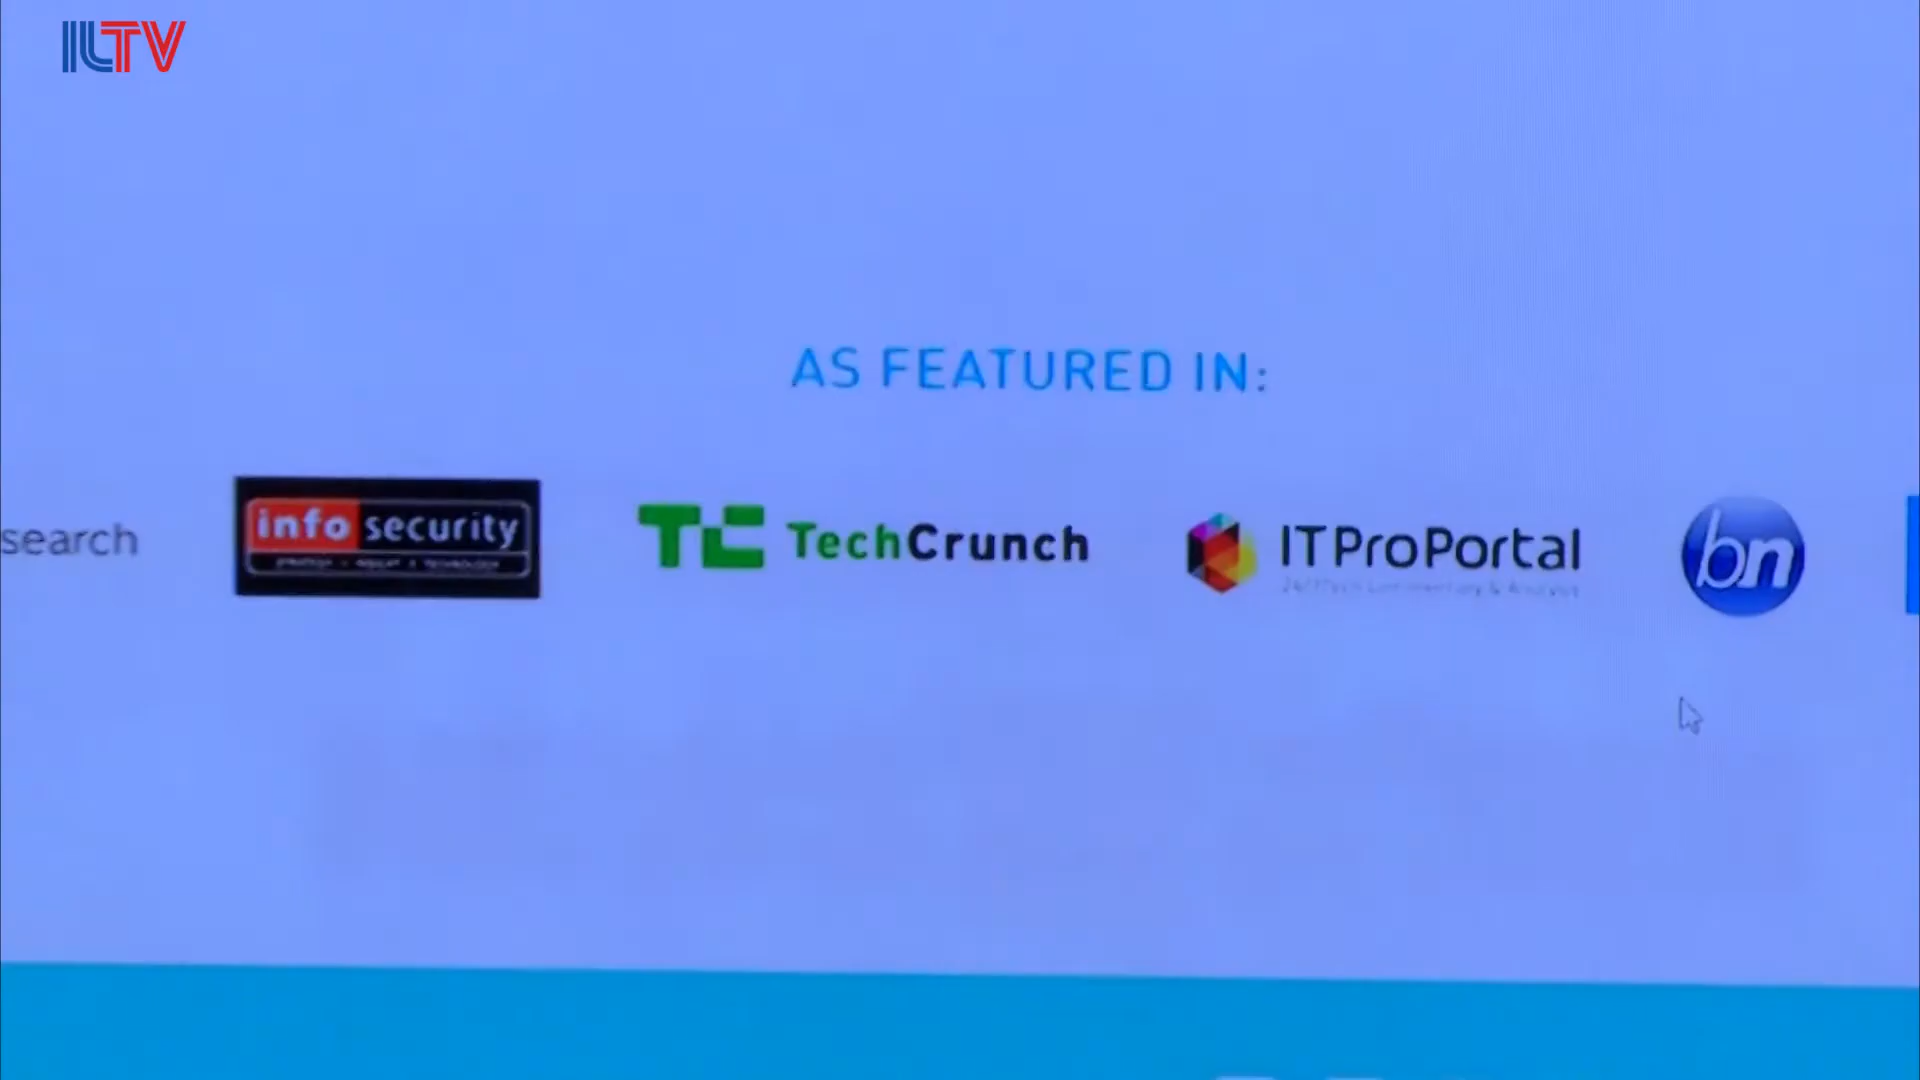 ILTV
AS FEATURED IN:
search
info security
TC TechCrunch
ITProPortal
bn